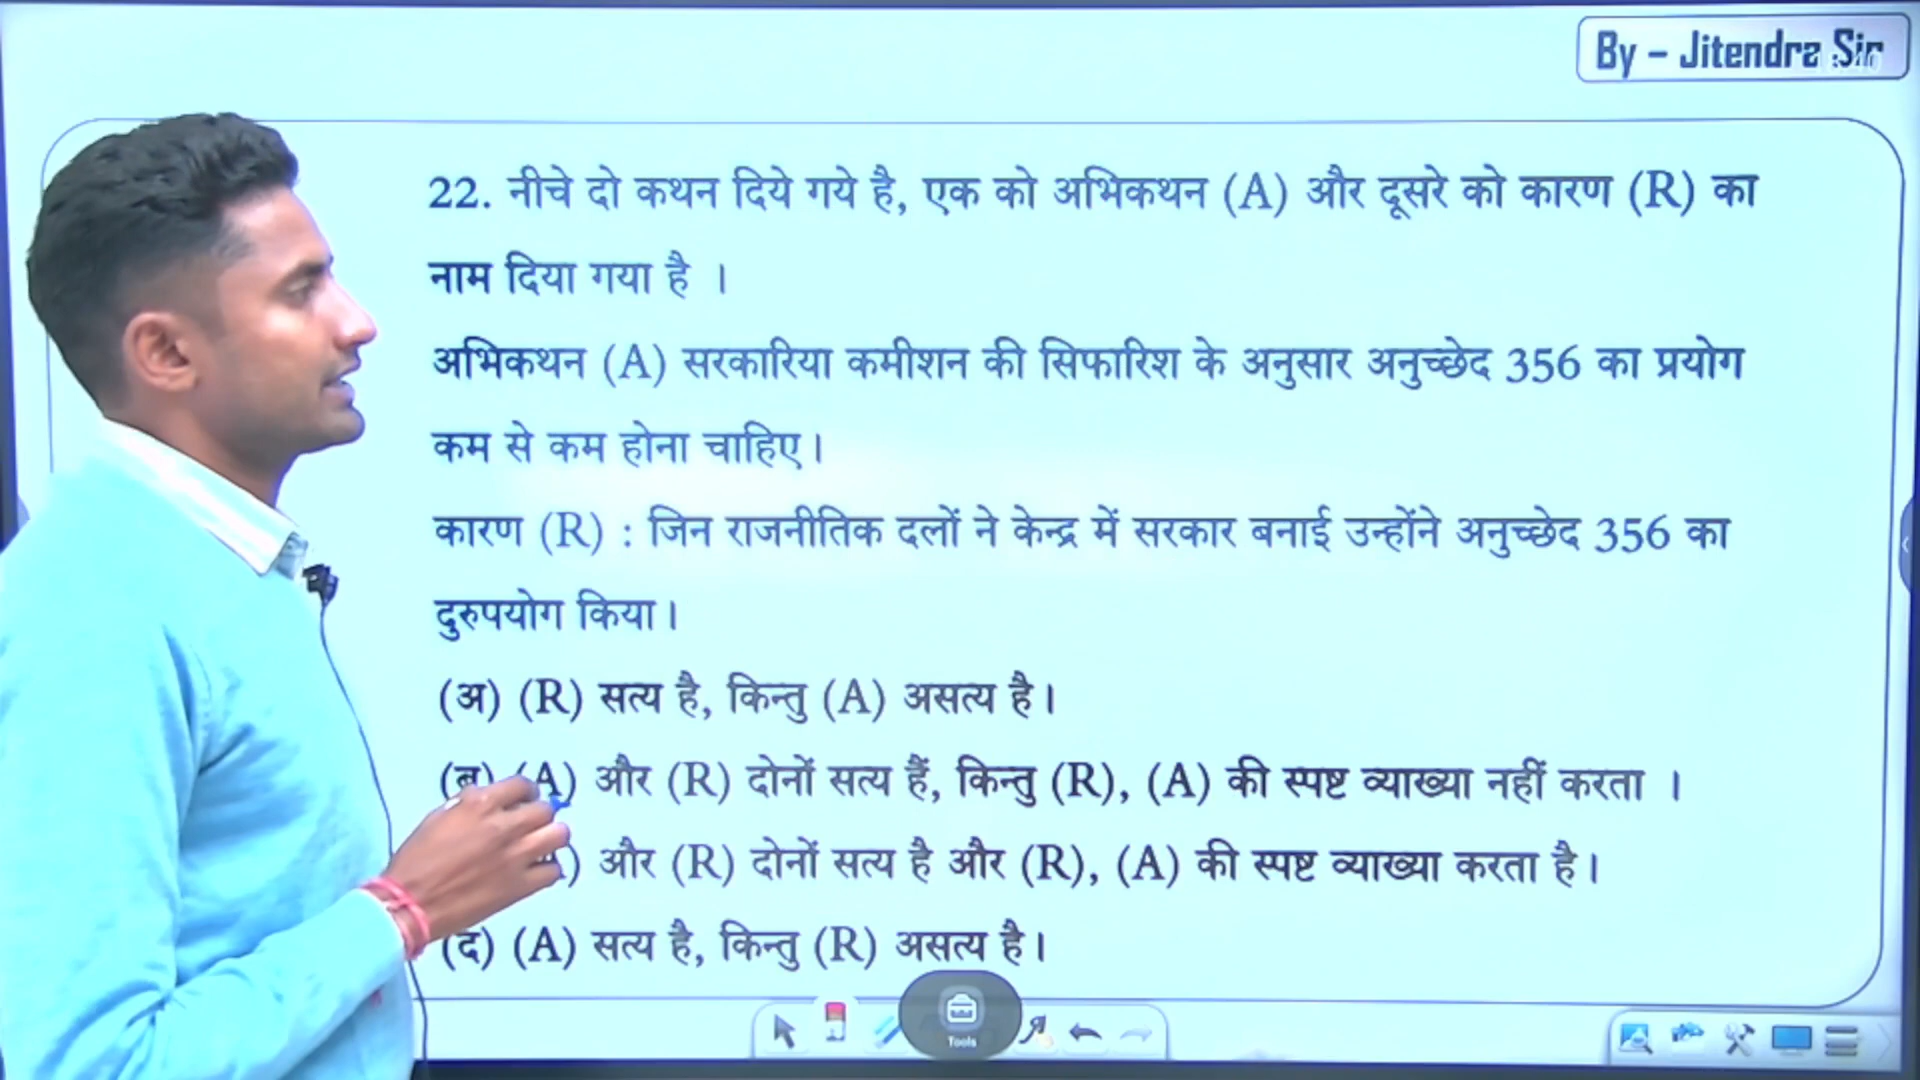 By – Jitendra Sir
22. नीचे दो कथन दिये गये है, एक को अभिकथन (A) और दूसरे को कारण (R) का
नाम दिया गया है ।
अभिकथन (A) सरकारिया कमीशन की सिफारिश के अनुसार अनुच्छेद 356 का प्रयोग
कम से कम होना चाहिए।
कारण (R) : जिन राजनीतिक दलों ने केन्द्र में सरकार बनाई उन्होंने अनुच्छेद 356 का
दुरुपयोग किया।
(अ) (R) सत्य है, किन्तु (A) असत्य है।
(ब) (A) और (R) दोनों सत्य हैं, किन्तु (R), (A) की स्पष्ट व्याख्या नहीं करता ।
और (R) दोनों सत्य है और (R), (A) की स्पष्ट व्याख्या करता है।
(द) (A) सत्य है, किन्तु (R) असत्य है।
Tools